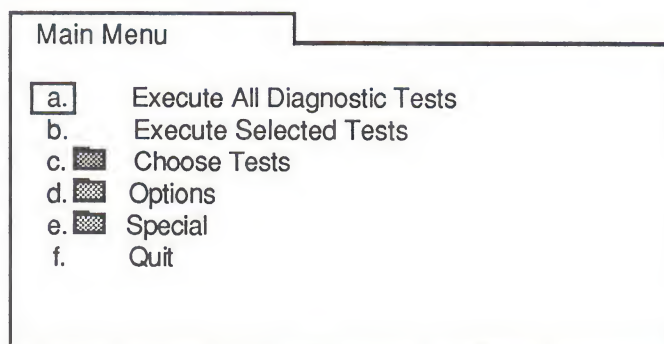 Main Menu
a. Execute All Diagnostic Tests
b. Execute Selected Tests
c. Choose Tests
d. Options
e. Special
f. Quit